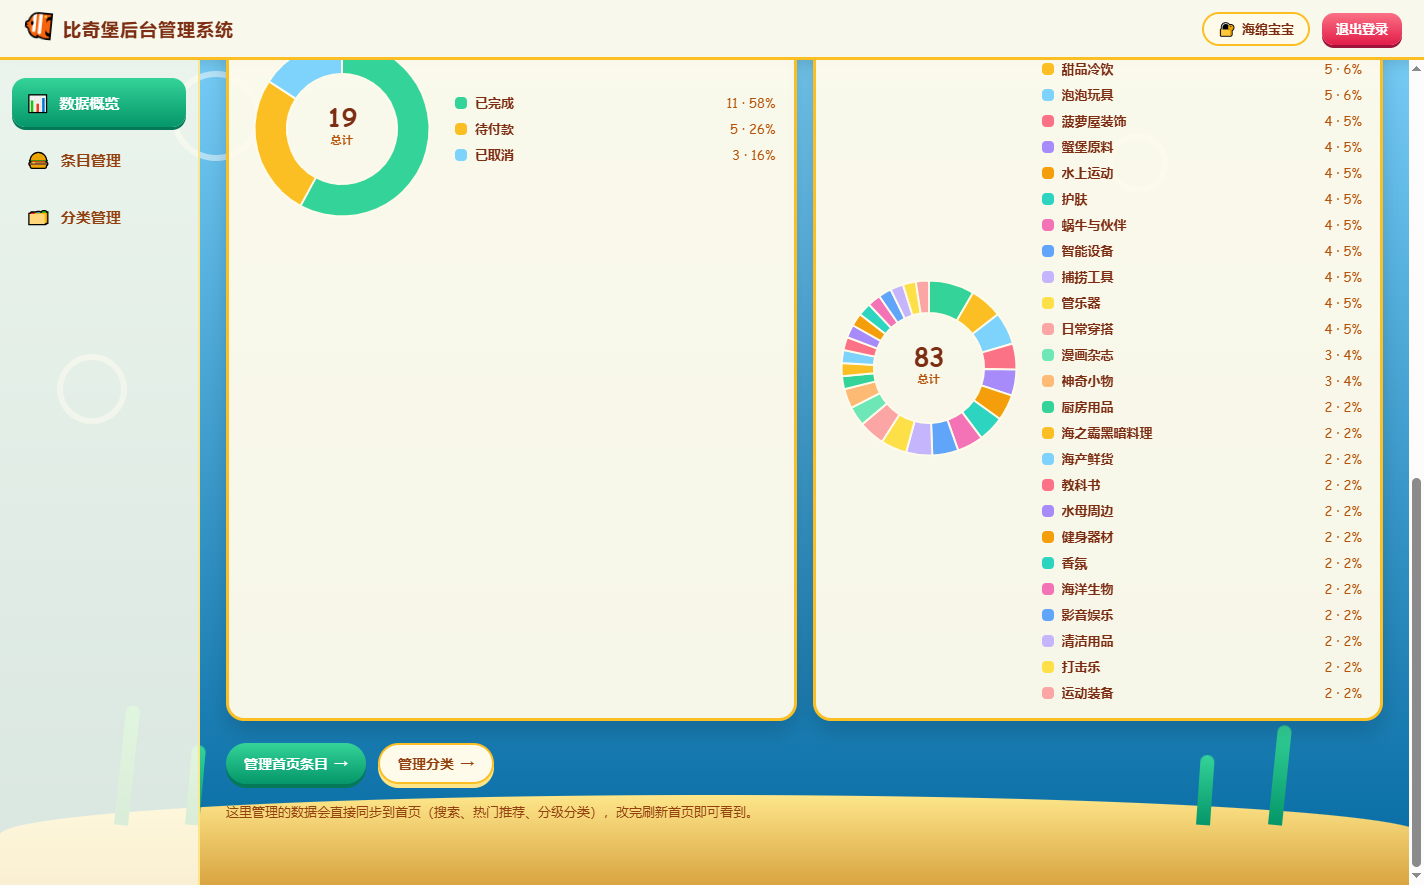 比奇堡后台管理系统
海绵宝宝
退出登录
数据概览
条目管理
分类管理
19
总计
已完成 11 · 58%
待付款 5 · 26%
已取消 3 · 16%
83
总计
甜品冷饮 5 · 6%
泡泡玩具 5 · 6%
菠萝屋装饰 4 · 5%
蟹堡原料 4 · 5%
水上运动 4 · 5%
护肤 4 · 5%
蜗牛与伙伴 4 · 5%
智能设备 4 · 5%
捕捞工具 4 · 5%
管乐器 4 · 5%
日常穿搭 4 · 5%
漫画杂志 3 · 4%
神奇小物 3 · 4%
厨房用品 2 · 2%
海之霸黑暗料理 2 · 2%
海产鲜货 2 · 2%
教科书 2 · 2%
水母周边 2 · 2%
健身器材 2 · 2%
香氛 2 · 2%
海洋生物 2 · 2%
影音娱乐 2 · 2%
清洁用品 2 · 2%
打击乐 2 · 2%
运动装备 2 · 2%
管理首页条目 →
管理分类 →
这里管理的数据会直接同步到首页（搜索、热门推荐、分级分类），改完刷新首页即可看到。